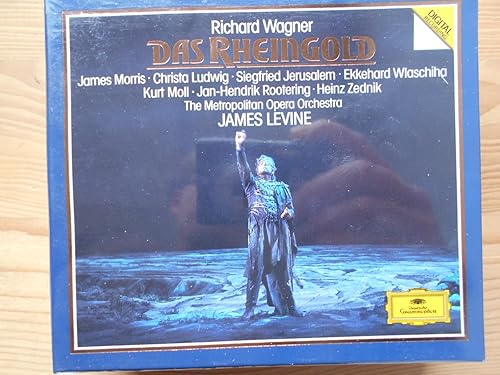 Richard Wagner
DIGITAL
RECORDING
DAS RHEINGOLD
James Morris · Christa Ludwig · Siegfried Jerusalem · Ekkehard Wlaschiha
Kurt Moll · Jan-Hendrik Rootering · Heinz Zednik
The Metropolitan Opera Orchestra
JAMES LEVINE
Deutsche
Grammophon